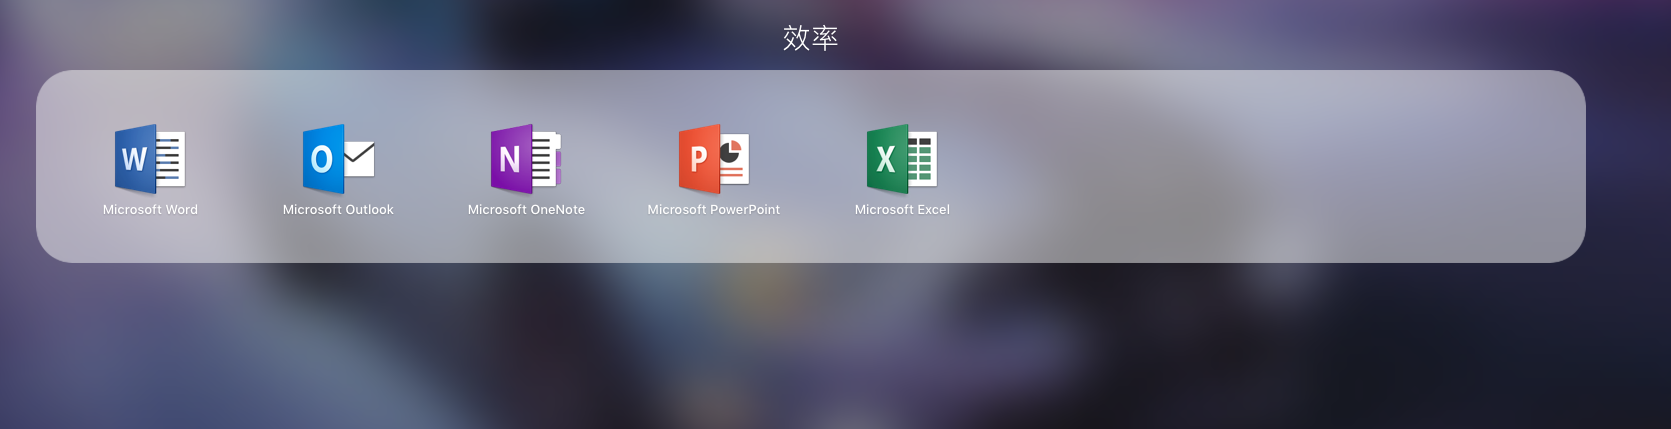 效率
W
O
N
P
X
Microsoft Word
Microsoft Outlook
Microsoft OneNote
Microsoft PowerPoint
Microsoft Excel